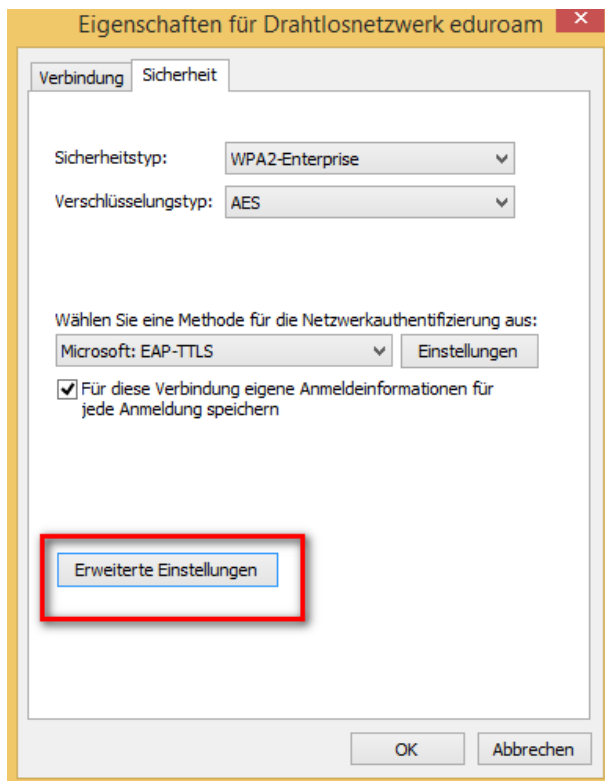 Eigenschaften für Drahtlosnetzwerk eduroam
Verbindung Sicherheit
Sicherheitstyp: WPA2-Enterprise
Verschlüsselungstyp: AES
Wählen Sie eine Methode für die Netzwerkauthentifizierung aus:
Microsoft: EAP-TTLS Einstellungen
Für diese Verbindung eigene Anmeldeinformationen für
jede Anmeldung speichern
Erweiterte Einstellungen
OK Abbrechen